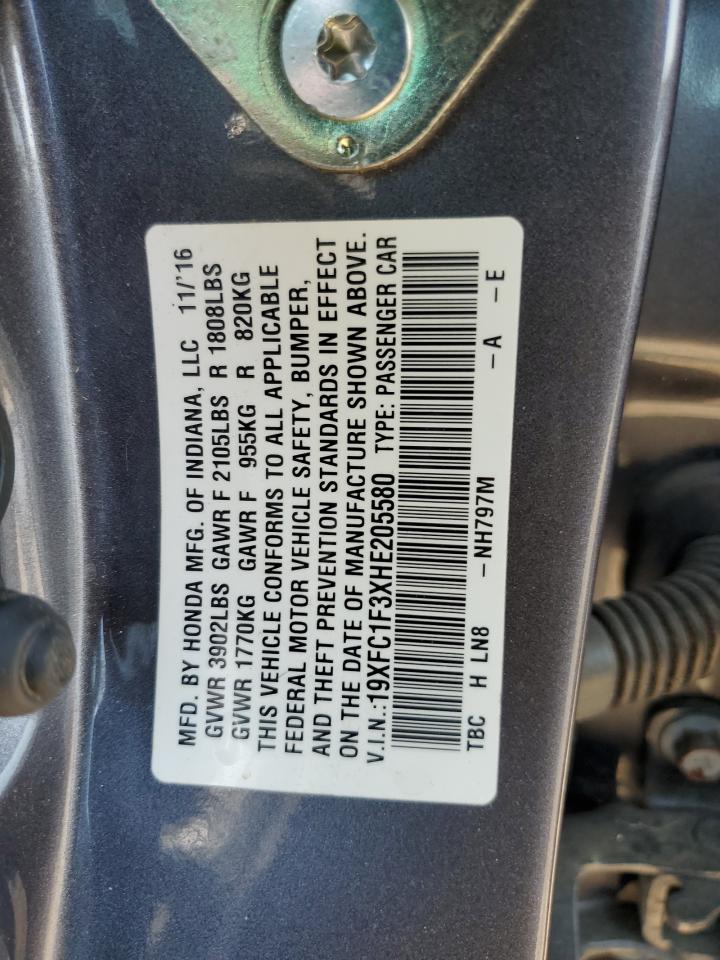 MFD. BY HONDA MFG. OF INDIANA, LLC 11/'16
GVWR 3902LBS GAWR F 2105LBS R 1808LBS
GVWR 1770KG GAWR F 955KG R 820KG
THIS VEHICLE CONFORMS TO ALL APPLICABLE
FEDERAL MOTOR VEHICLE SAFETY, BUMPER,
AND THEFT PREVENTION STANDARDS IN EFFECT
ON THE DATE OF MANUFACTURE SHOWN ABOVE.
V.I.N.:19XFC1F3XHE205580 TYPE: PASSENGER CAR
TBC H LN8 -NH797M -A -E